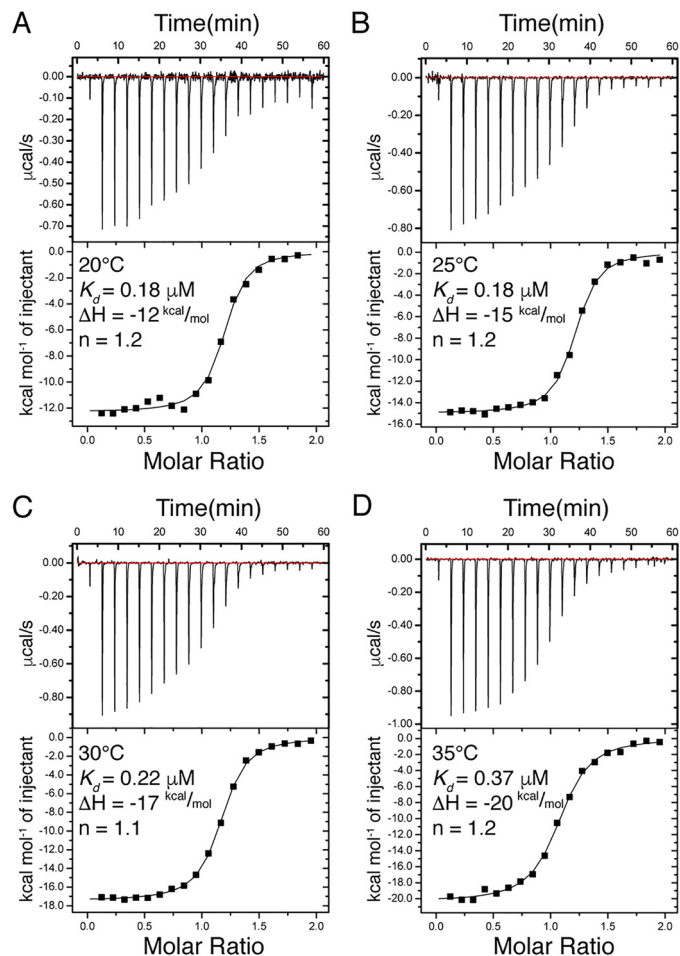 A
Time(min)
0 10 20 30 40 50 60
0.00
-0.10
-0.20
-0.30
-0.40
-0.50
-0.60
-0.70
µcal/s
0.0
-2.0
-4.0
-6.0
-8.0
-10.0
-12.0
kcal mol⁻¹ of injectant
20°C
Kd = 0.18 µM
ΔH = -12 kcal/mol
n = 1.2
0.0 0.5 1.0 1.5 2.0
Molar Ratio
B
Time(min)
0 10 20 30 40 50 60
0.00
-0.20
-0.40
-0.60
-0.80
µcal/s
0.0
-2.0
-4.0
-6.0
-8.0
-10.0
-12.0
-14.0
-16.0
kcal mol⁻¹ of injectant
25°C
Kd = 0.18 µM
ΔH = -15 kcal/mol
n = 1.2
0.0 0.5 1.0 1.5 2.0
Molar Ratio
C
Time(min)
0 10 20 30 40 50 60
0.00
-0.20
-0.40
-0.60
-0.80
µcal/s
0.0
-2.0
-4.0
-6.0
-8.0
-10.0
-12.0
-14.0
-16.0
-18.0
kcal mol⁻¹ of injectant
30°C
Kd = 0.22 µM
ΔH = -17 kcal/mol
n = 1.1
0.0 0.5 1.0 1.5 2.0
Molar Ratio
D
Time(min)
0 10 20 30 40 50 60
0.00
-0.20
-0.40
-0.60
-0.80
-1.00
µcal/s
0.0
-2.0
-4.0
-6.0
-8.0
-10.0
-12.0
-14.0
-16.0
-18.0
-20.0
kcal mol⁻¹ of injectant
35°C
Kd = 0.37 µM
ΔH = -20 kcal/mol
n = 1.2
0.0 0.5 1.0 1.5 2.0
Molar Ratio